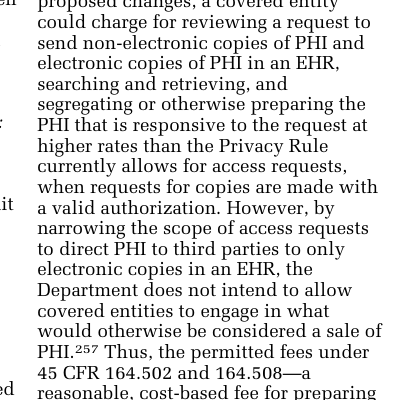 proposed changes, a covered entity
could charge for reviewing a request to
send non-electronic copies of PHI and
electronic copies of PHI in an EHR,
searching and retrieving, and
segregating or otherwise preparing the
PHI that is responsive to the request at
higher rates than the Privacy Rule
currently allows for access requests,
when requests for copies are made with
a valid authorization. However, by
narrowing the scope of access requests
to direct PHI to third parties to only
electronic copies in an EHR, the
Department does not intend to allow
covered entities to engage in what
would otherwise be considered a sale of
PHI.²⁵⁷ Thus, the permitted fees under
45 CFR 164.502 and 164.508—a
reasonable, cost-based fee for preparing